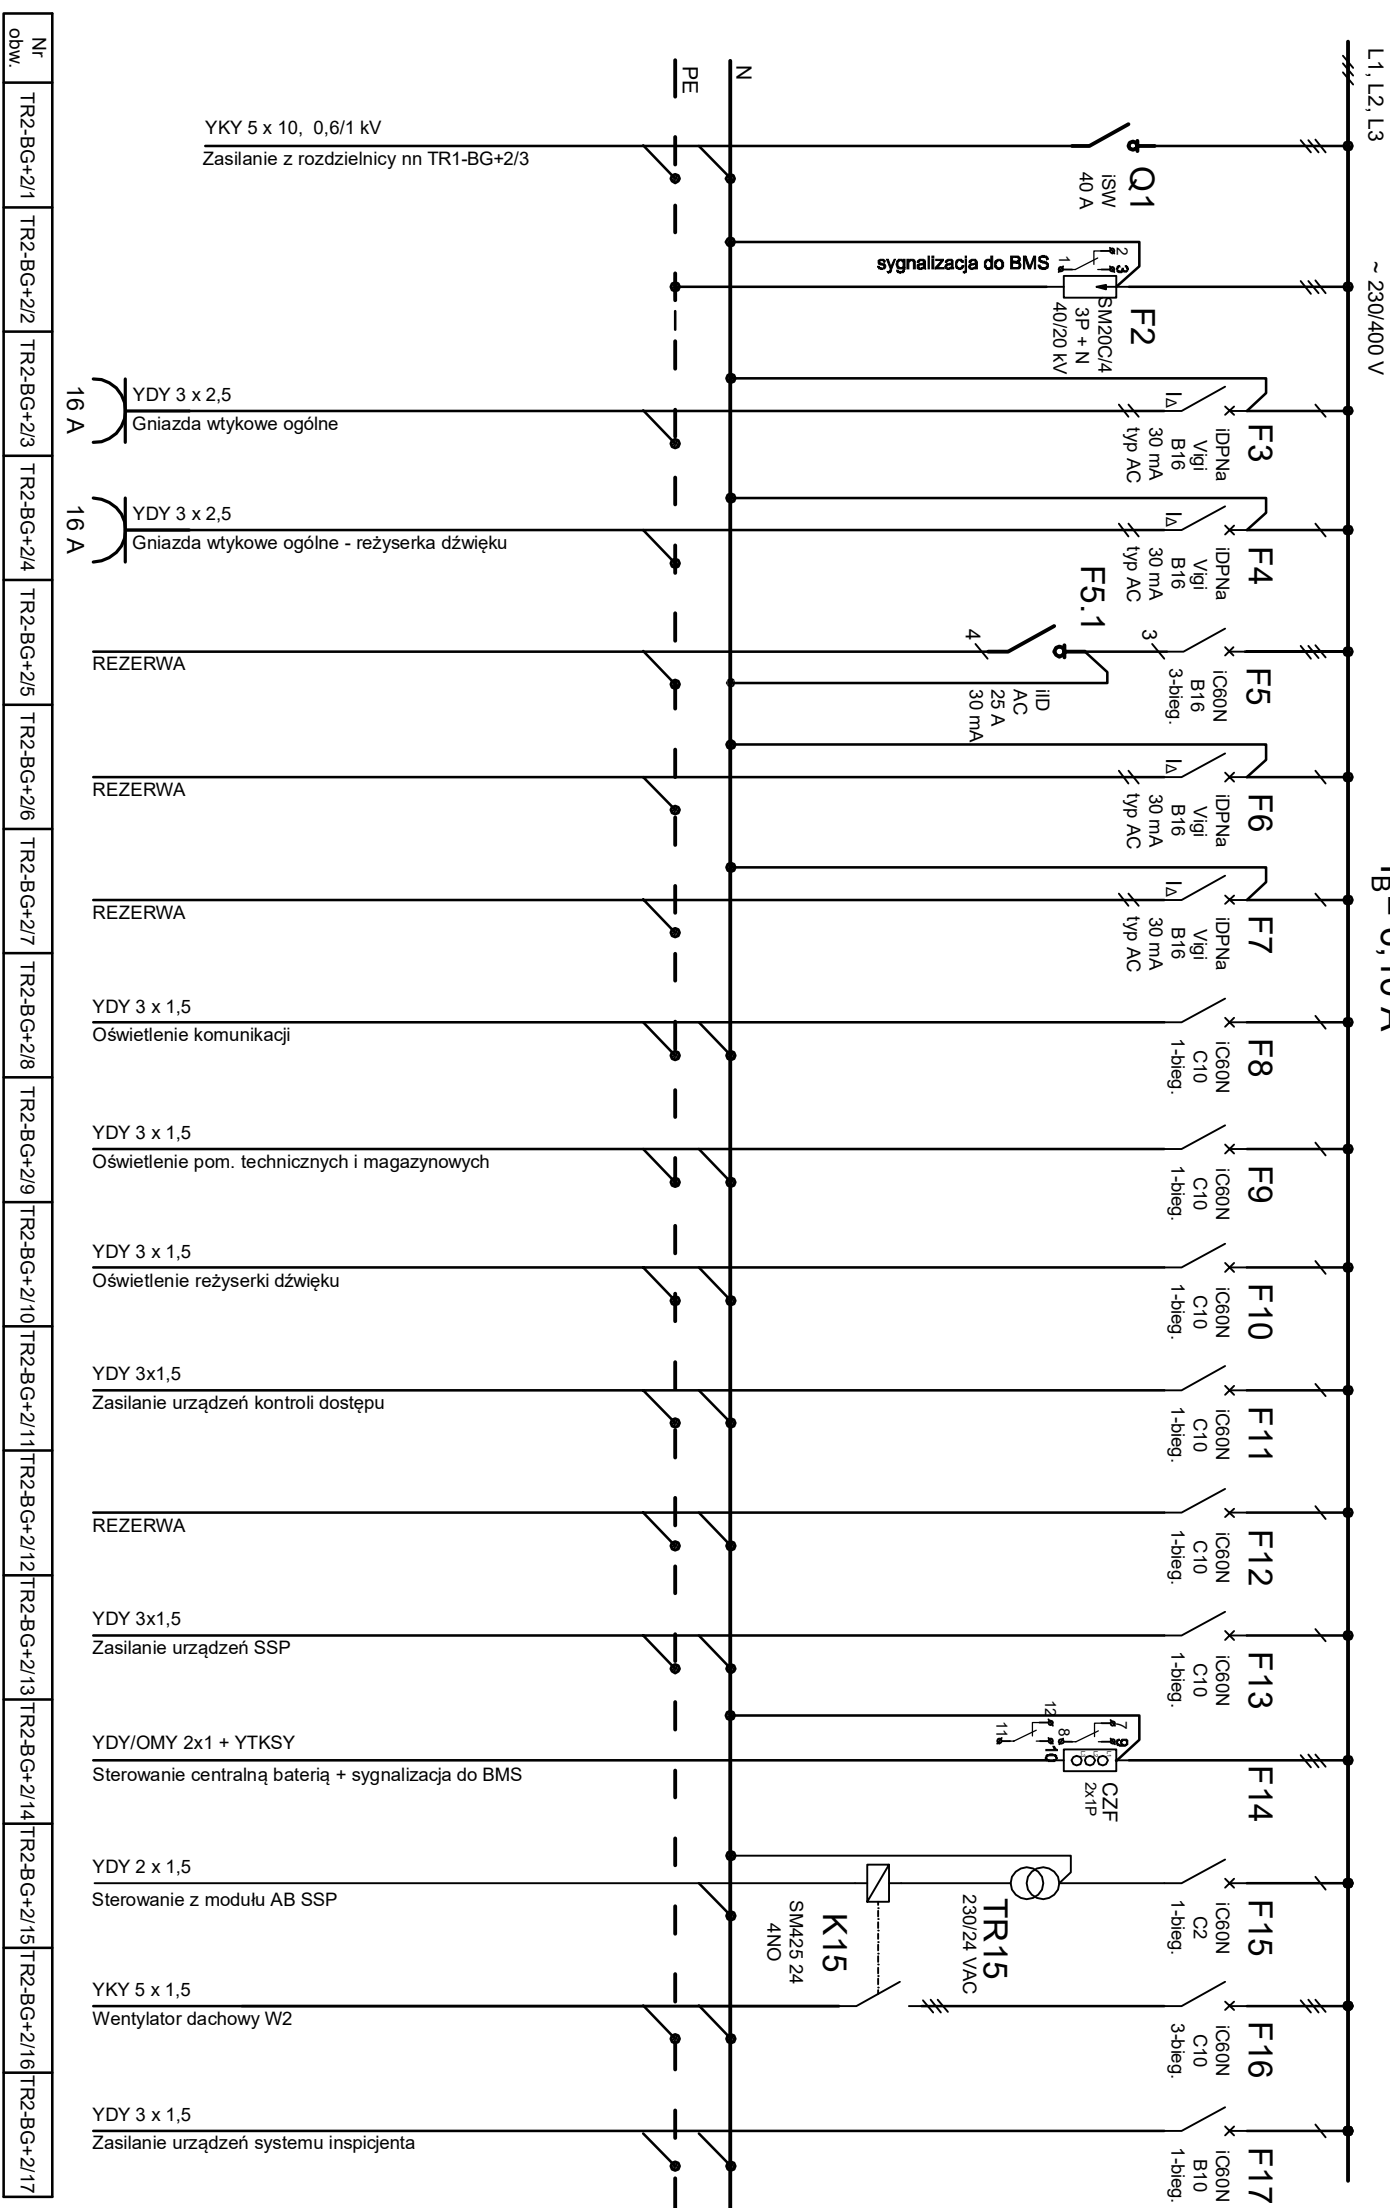 L1, L2, L3
~ 230/400 V
N
PE
YKY 5 x 10, 0,6/1 kV
Zasilanie z rozdzielnicy nn TR1-BG+2/3
Q1
iSW
40 A
sygnalizacja do BMS
1
2
3
F2
SM20C/4
3P + N
40/20 kV
16 A
YDY 3 x 2,5
Gniazda wtykowe ogólne
I∆
F3
iDPNa
Vigi
B16
30 mA
typ AC
16 A
YDY 3 x 2,5
Gniazda wtykowe ogólne - reżyserka dźwięku
I∆
F4
iDPNa
Vigi
B16
30 mA
typ AC
REZERWA
F5.1
4
3
iID
AC
25 A
30 mA
F5
iC60N
B16
3-bieg.
REZERWA
I∆
F6
iDPNa
Vigi
B16
30 mA
typ AC
REZERWA
I∆
F7
iDPNa
Vigi
B16
30 mA
typ AC
YDY 3 x 1,5
Oświetlenie komunikacji
F8
iC60N
C10
1-bieg.
YDY 3 x 1,5
Oświetlenie pom. technicznych i magazynowych
F9
iC60N
C10
1-bieg.
YDY 3 x 1,5
Oświetlenie reżyserki dźwięku
F10
iC60N
C10
1-bieg.
YDY 3x1,5
Zasilanie urządzeń kontroli dostępu
F11
iC60N
C10
1-bieg.
REZERWA
F12
iC60N
C10
1-bieg.
YDY 3x1,5
Zasilanie urządzeń SSP
F13
iC60N
C10
1-bieg.
YDY/OMY 2x1 + YTKSY
Sterowanie centralną baterią + sygnalizacja do BMS
11
12
10
8
7
9
CZF
2x1P
F14
YDY 2 x 1,5
Sterowanie z modułu AB SSP
K15
SM425 24
4NO
TR15
230/24 VAC
F15
iC60N
C2
1-bieg.
YKY 5 x 1,5
Wentylator dachowy W2
F16
iC60N
C10
3-bieg.
YDY 3 x 1,5
Zasilanie urządzeń systemu inspicjenta
F17
iC60N
B10
1-bieg.
Nr
obw.
TR2-BG+2/1
TR2-BG+2/2
TR2-BG+2/3
TR2-BG+2/4
TR2-BG+2/5
TR2-BG+2/6
TR2-BG+2/7
TR2-BG+2/8
TR2-BG+2/9
TR2-BG+2/10
TR2-BG+2/11
TR2-BG+2/12
TR2-BG+2/13
TR2-BG+2/14
TR2-BG+2/15
TR2-BG+2/16
TR2-BG+2/17